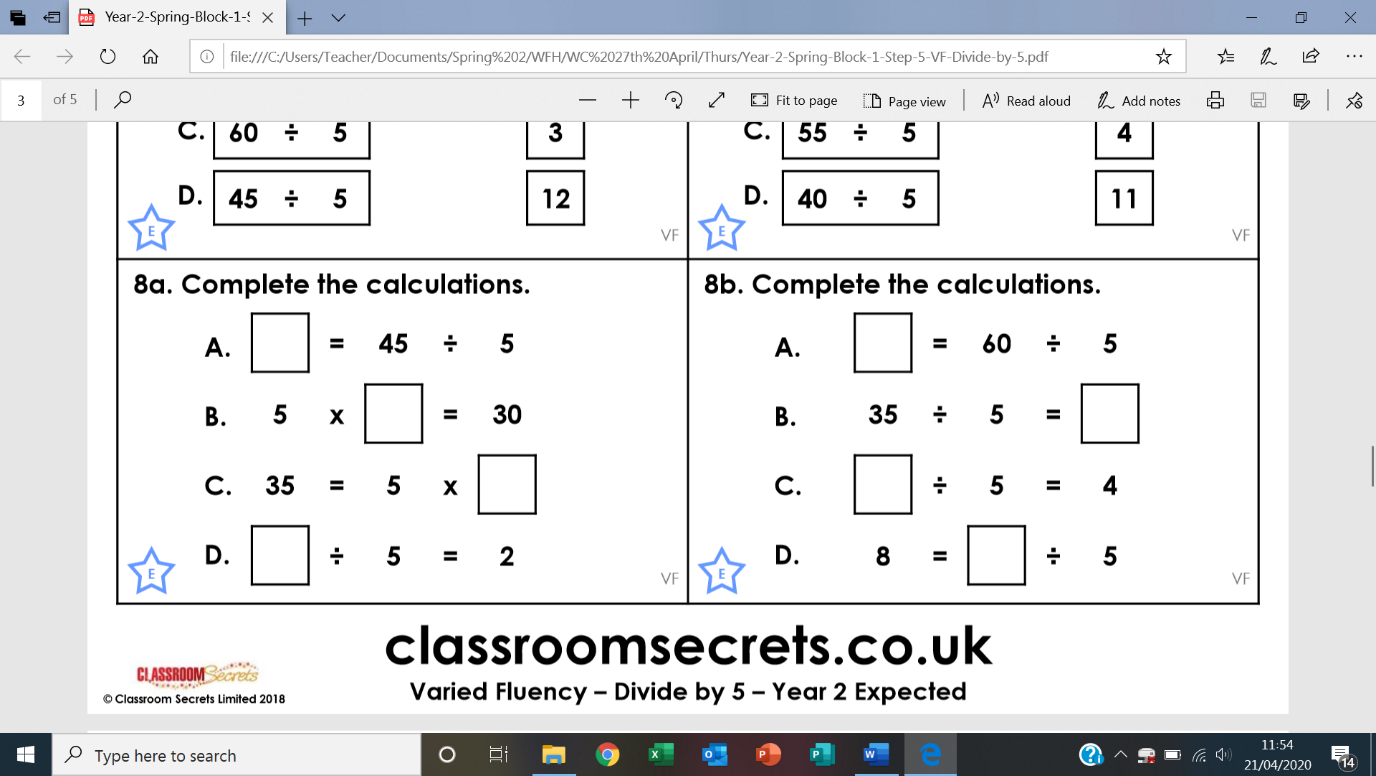 Year-2-Spring-Block-1-S
file:///C:/Users/Teacher/Documents/Spring%202/WFH/WC%2027th%20April/Thurs/Year-2-Spring-Block-1-Step-5-VF-Divide-by-5.pdf
3 of 5 Fit to page Page view Read aloud Add notes
C. 60 ÷ 5 3
D. 45 ÷ 5 12
E
VF
C. 55 ÷ 5 4
D. 40 ÷ 5 11
E
VF
8a. Complete the calculations.
A. = 45 ÷ 5
B. 5 x = 30
C. 35 = 5 x
D. ÷ 5 = 2
E
VF
8b. Complete the calculations.
A. = 60 ÷ 5
B. 35 ÷ 5 =
C. ÷ 5 = 4
D. 8 = ÷ 5
E
VF
classroomsecrets.co.uk
CLASSROOM Secrets
© Classroom Secrets Limited 2018
Varied Fluency – Divide by 5 – Year 2 Expected
Type here to search
11:54
21/04/2020
14